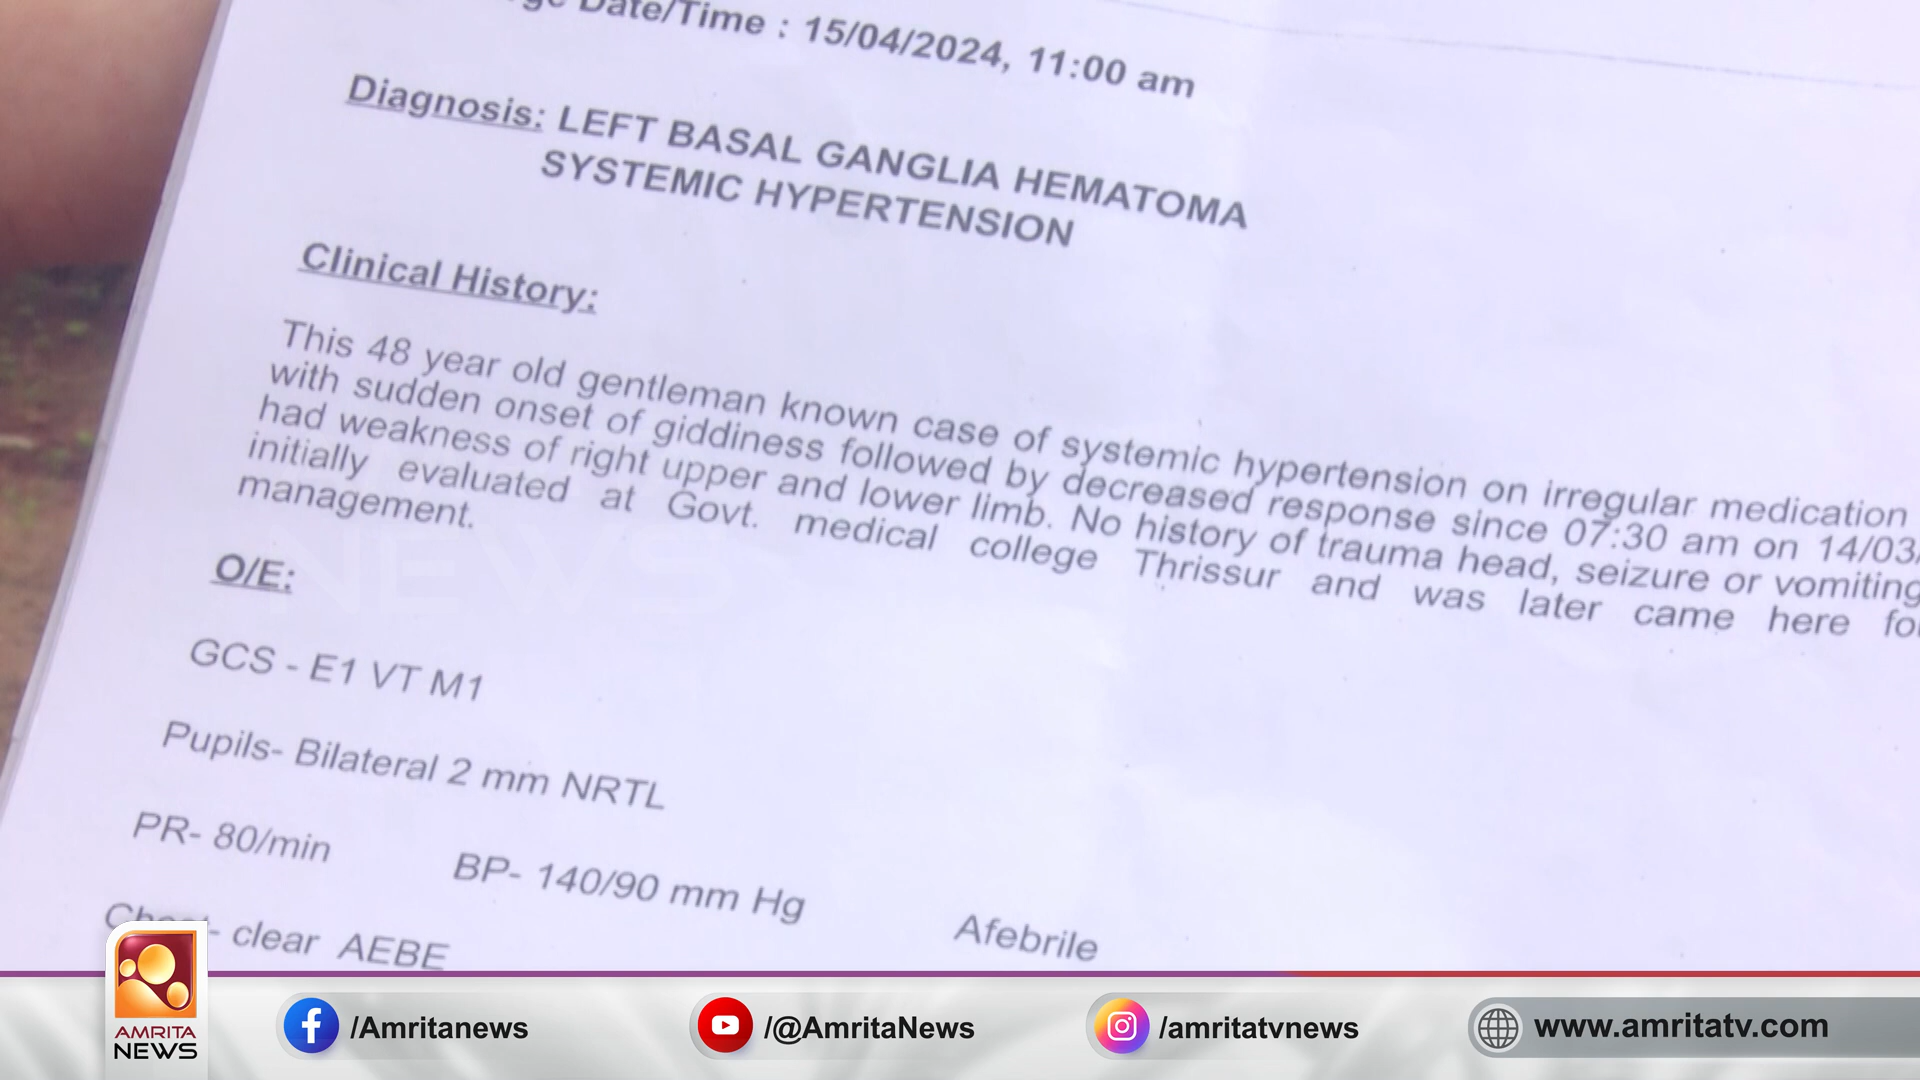 Date/Time : 15/04/2024, 11:00 am
Diagnosis: LEFT BASAL GANGLIA HEMATOMA
SYSTEMIC HYPERTENSION
Clinical History:
This 48 year old gentleman known case of systemic hypertension on irregular medication
with sudden onset of giddiness followed by decreased response since 07:30 am on 14/03/
had weakness of right upper and lower limb. No history of trauma head, seizure or vomiting
initially evaluated at Govt. medical college Thrissur and was later came here for
management.
O/E:
GCS - E1 VT M1
Pupils- Bilateral 2 mm NRTL
PR- 80/min BP- 140/90 mm Hg Afebrile
Chest- clear AEBE
NEWS
AMRITA
NEWS
/Amritanews
/@AmritaNews
/amritatvnews
www.amritatv.com